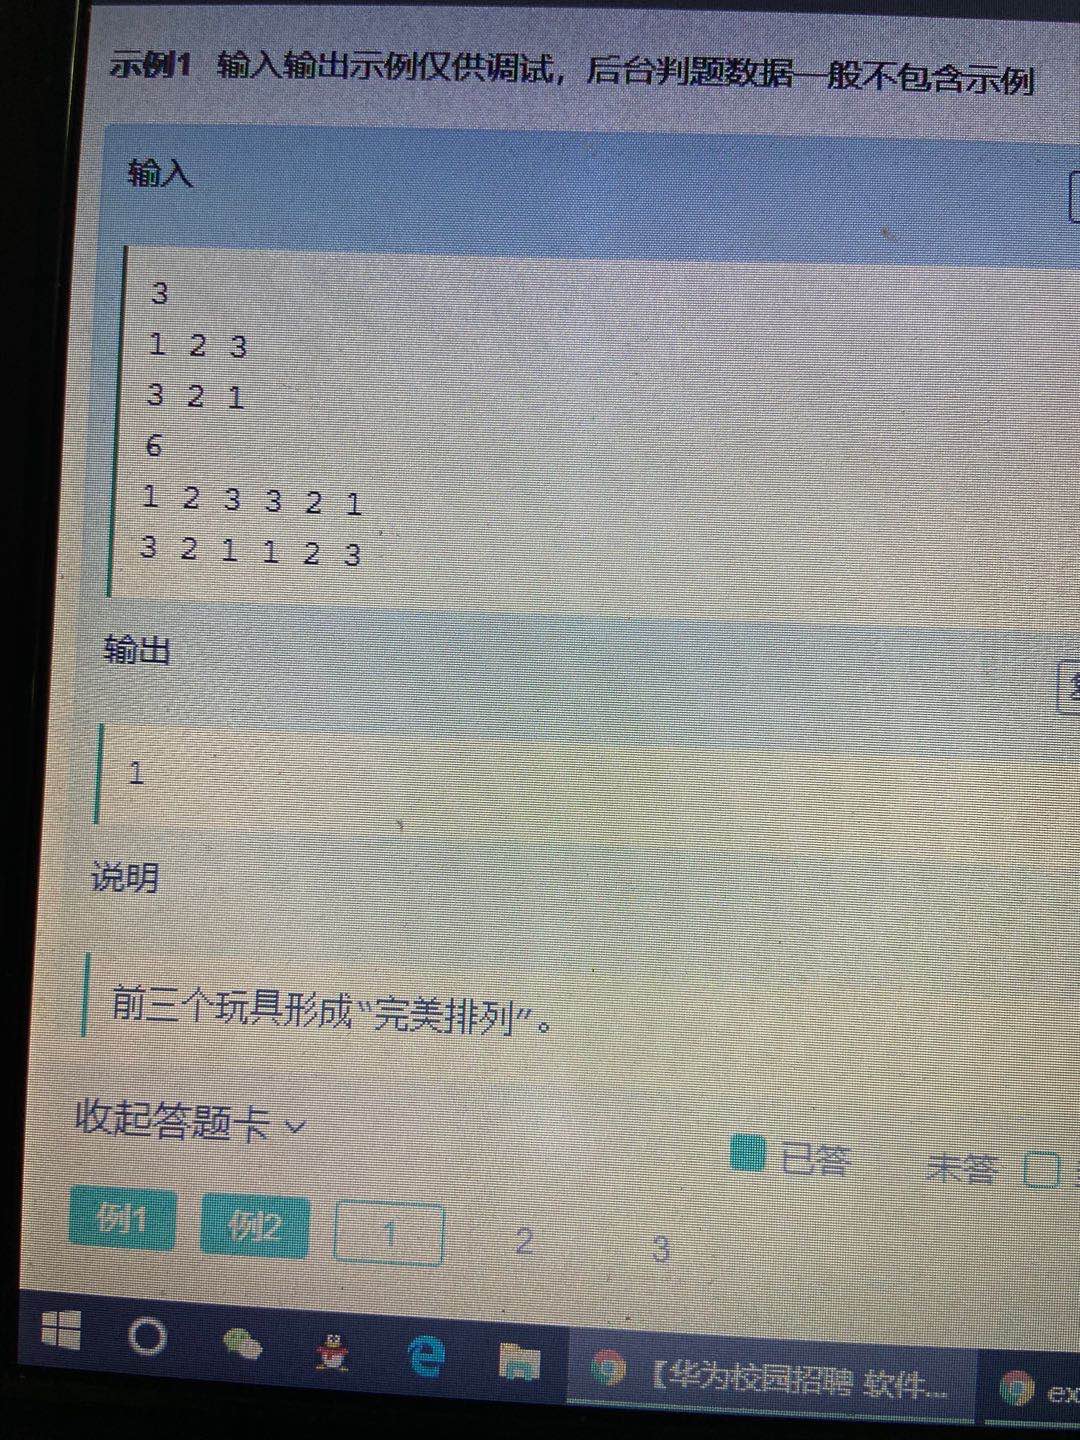 示例1 输入输出示例仅供调试，后台判题数据一般不包含示例
输入
3
1 2 3
3 2 1
6
1 2 3 3 2 1
3 2 1 1 2 3
输出
1
说明
前三个玩具形成“完美排列”。
收起答题卡
已答 未答
例1 例2 1 2 3
【华为校园招聘 软件... ex